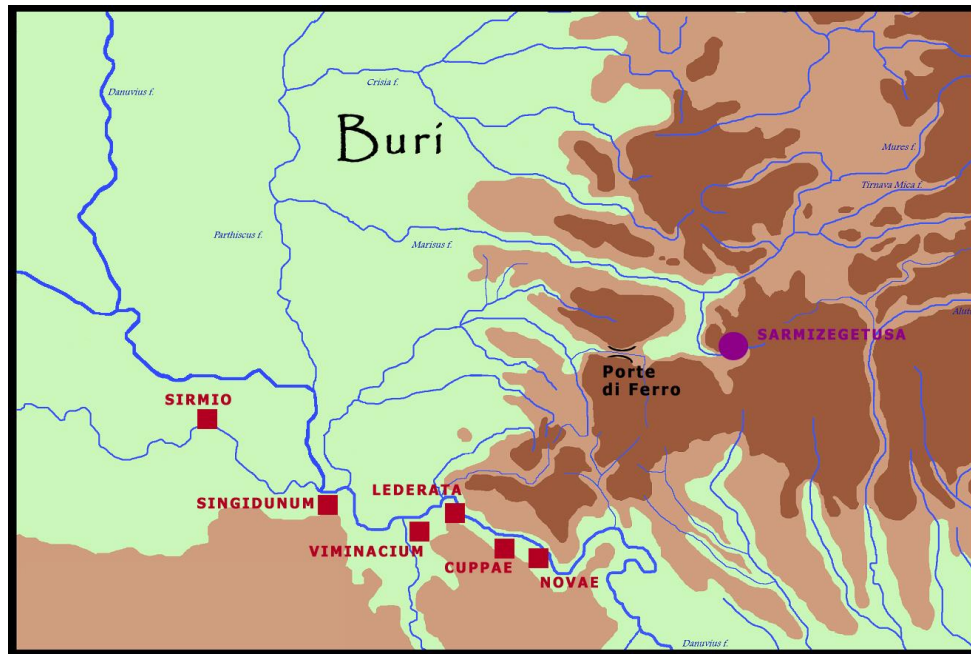 Danuvius f.
Crisia f.
Buri
Mures f.
Tirnava Mica f.
Parthiscus f.
Marisus f.
SARMIZEGETUSA
Porte
di Ferro
SIRMIO
LEDERATA
SINGIDUNUM
VIMINACIUM
CUPPAE
NOVAE
Danuvius f.